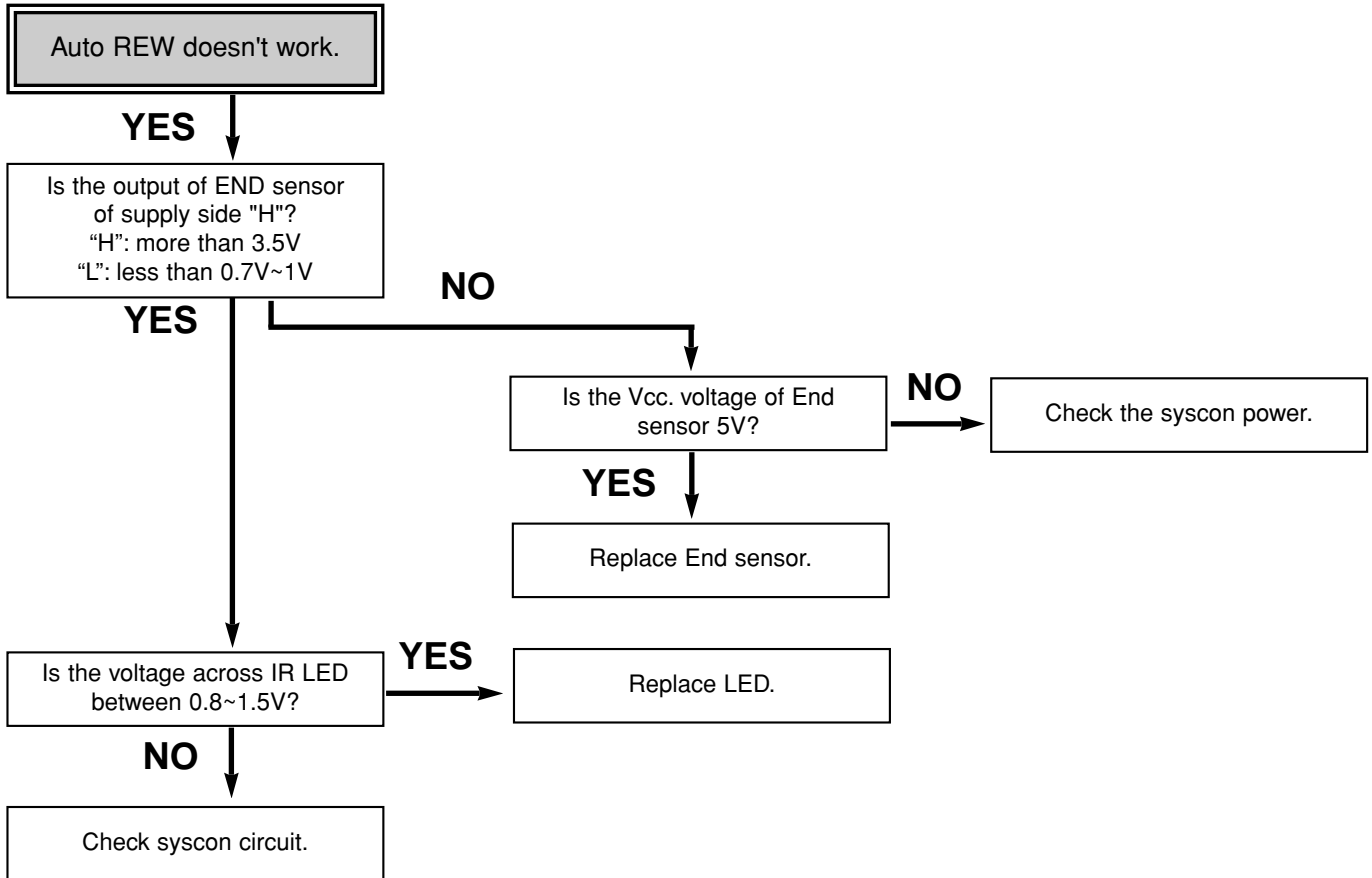 Auto REW doesn't work.
YES
Is the output of END sensor
of supply side "H"?
“H”: more than 3.5V
“L”: less than 0.7V~1V
YES
NO
Is the Vcc. voltage of End
sensor 5V?
NO
Check the syscon power.
YES
Replace End sensor.
Is the voltage across IR LED
between 0.8~1.5V?
YES
Replace LED.
NO
Check syscon circuit.